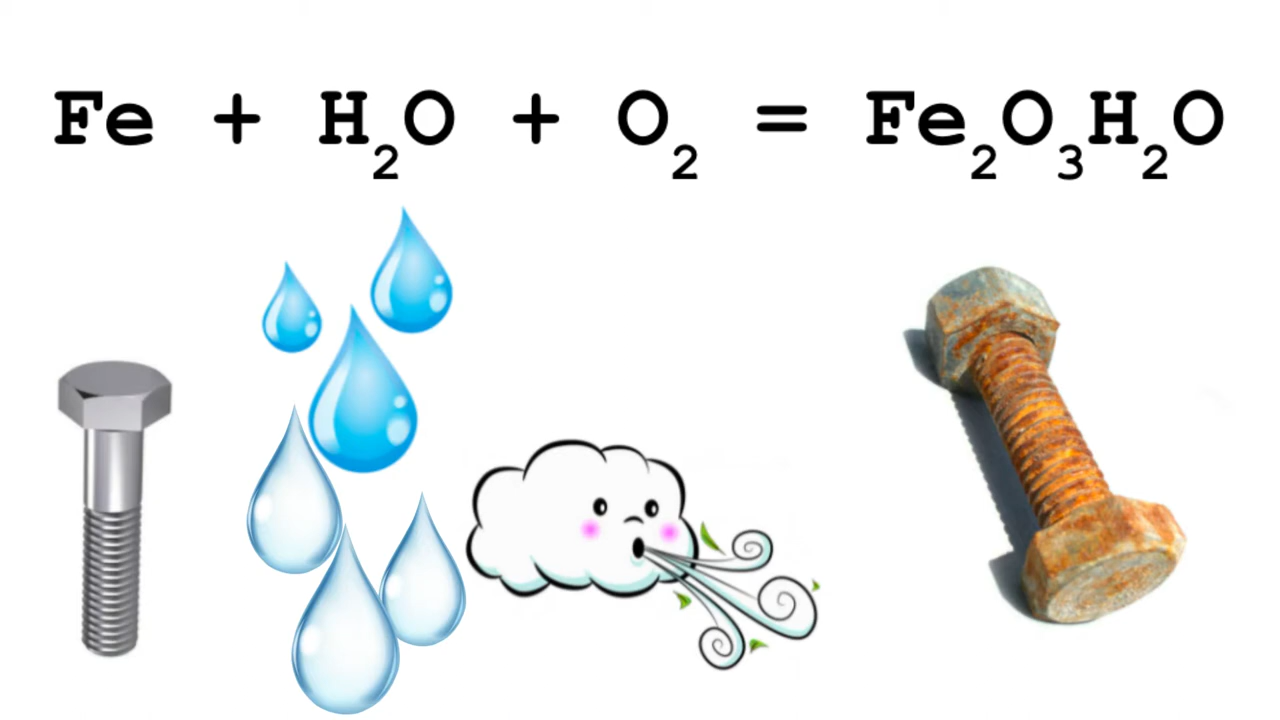 Fe + H₂O + O₂ = Fe₂O₃H₂O